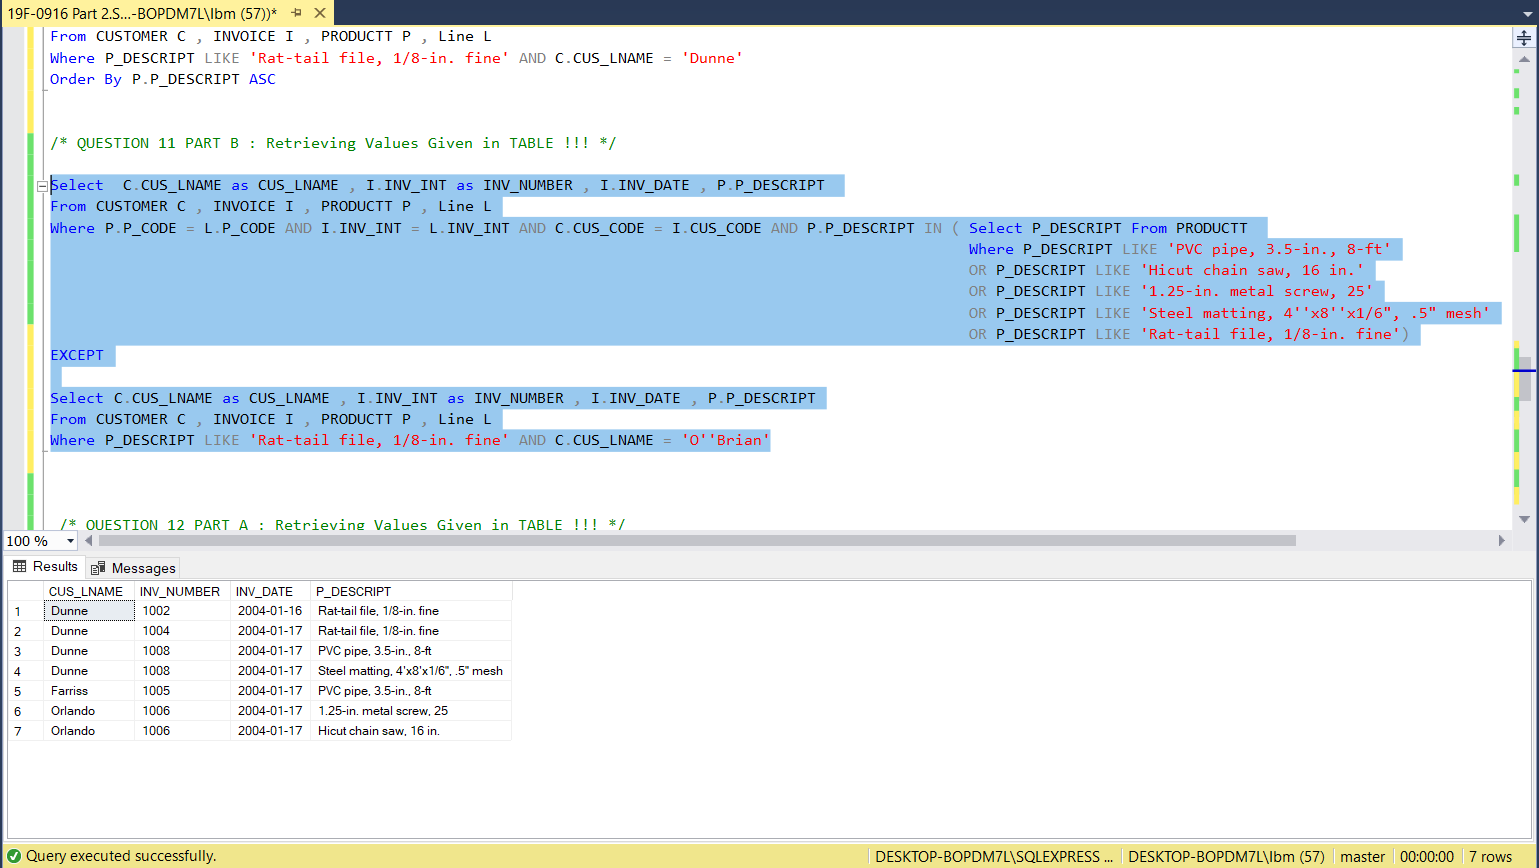 19F-0916 Part 2.S...-BOPDM7L\Ibm (57))*
From CUSTOMER C , INVOICE I , PRODUCTT P , Line L
Where P_DESCRIPT LIKE 'Rat-tail file, 1/8-in. fine' AND C.CUS_LNAME = 'Dunne'
Order By P.P_DESCRIPT ASC
/* QUESTION 11 PART B : Retrieving Values Given in TABLE !!! */
Select  C.CUS_LNAME as CUS_LNAME , I.INV_INT as INV_NUMBER , I.INV_DATE , P.P_DESCRIPT
From CUSTOMER C , INVOICE I , PRODUCTT P , Line L
Where P.P_CODE = L.P_CODE AND I.INV_INT = L.INV_INT AND C.CUS_CODE = I.CUS_CODE AND P.P_DESCRIPT IN ( Select P_DESCRIPT From PRODUCTT
Where P_DESCRIPT LIKE 'PVC pipe, 3.5-in., 8-ft'
OR P_DESCRIPT LIKE 'Hicut chain saw, 16 in.'
OR P_DESCRIPT LIKE '1.25-in. metal screw, 25'
OR P_DESCRIPT LIKE 'Steel matting, 4''x8''x1/6", .5" mesh'
OR P_DESCRIPT LIKE 'Rat-tail file, 1/8-in. fine')
EXCEPT
Select C.CUS_LNAME as CUS_LNAME , I.INV_INT as INV_NUMBER , I.INV_DATE , P.P_DESCRIPT
From CUSTOMER C , INVOICE I , PRODUCTT P , Line L
Where P_DESCRIPT LIKE 'Rat-tail file, 1/8-in. fine' AND C.CUS_LNAME = 'O''Brian'
/* QUESTION 12 PART A : Retrieving Values Given in TABLE !!! */
100 %
Results Messages
CUS_LNAME INV_NUMBER INV_DATE P_DESCRIPT
1 Dunne 1002 2004-01-16 Rat-tail file, 1/8-in. fine
2 Dunne 1004 2004-01-17 Rat-tail file, 1/8-in. fine
3 Dunne 1008 2004-01-17 PVC pipe, 3.5-in., 8-ft
4 Dunne 1008 2004-01-17 Steel matting, 4'x8'x1/6", .5" mesh
5 Farriss 1005 2004-01-17 PVC pipe, 3.5-in., 8-ft
6 Orlando 1006 2004-01-17 1.25-in. metal screw, 25
7 Orlando 1006 2004-01-17 Hicut chain saw, 16 in.
Query executed successfully. DESKTOP-BOPDM7L\SQLEXPRESS ... DESKTOP-BOPDM7L\Ibm (57) master 00:00:00 7 rows